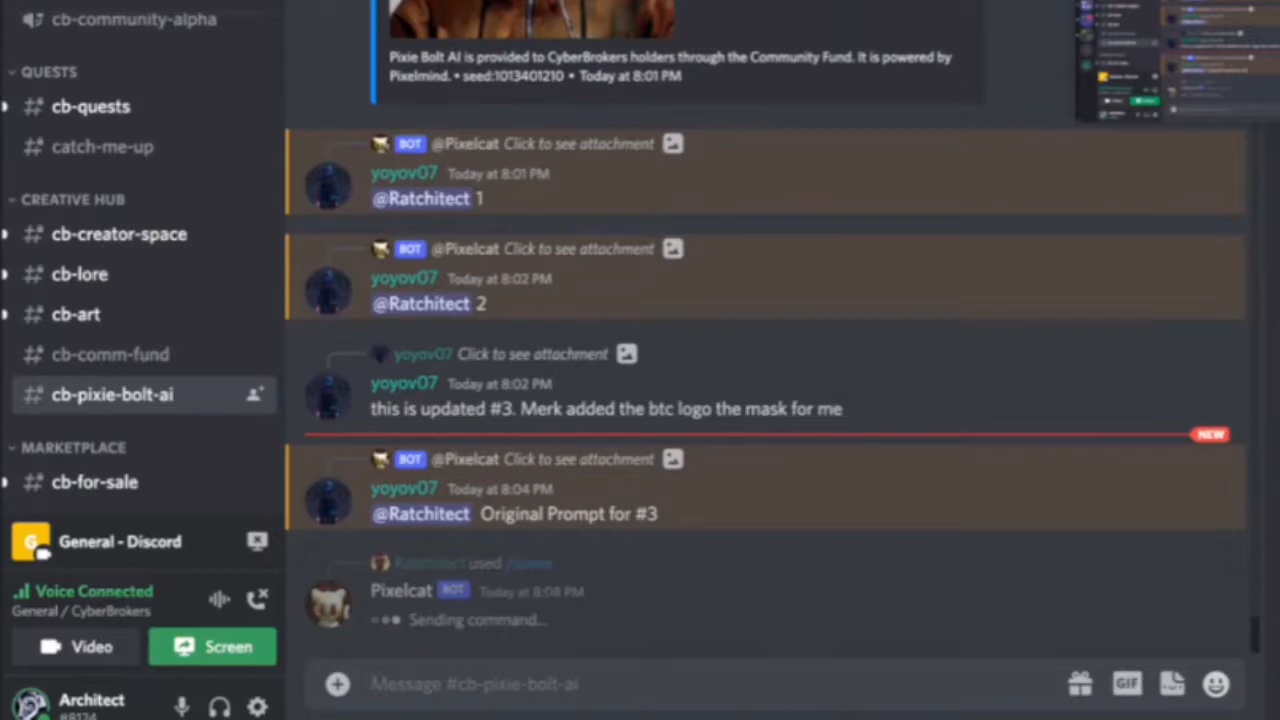 cb-community-alpha
QUESTS
cb-quests
catch-me-up
CREATIVE HUB
cb-creator-space
cb-lore
cb-art
cb-comm-fund
cb-pixie-bolt-ai
MARKETPLACE
cb-for-sale
G General - Discord
Voice Connected
General / CyberBrokers
Video Screen
Architect
#8124
Pixie Bolt AI is provided to CyberBrokers holders through the Community Fund. It is powered by
Pixelmind. • seed:1013401210 • Today at 8:01 PM
BOT @Pixelcat Click to see attachment
yoyov07 Today at 8:01 PM
@Ratchitect 1
BOT @Pixelcat Click to see attachment
yoyov07 Today at 8:02 PM
@Ratchitect 2
yoyov07 Click to see attachment
yoyov07 Today at 8:02 PM
this is updated #3. Merk added the btc logo the mask for me
NEW
BOT @Pixelcat Click to see attachment
yoyov07 Today at 8:04 PM
@Ratchitect Original Prompt for #3
Ratchitect used
Pixelcat BOT Today at 8:08 PM
Sending command...
Message #cb-pixie-bolt-ai
GIF